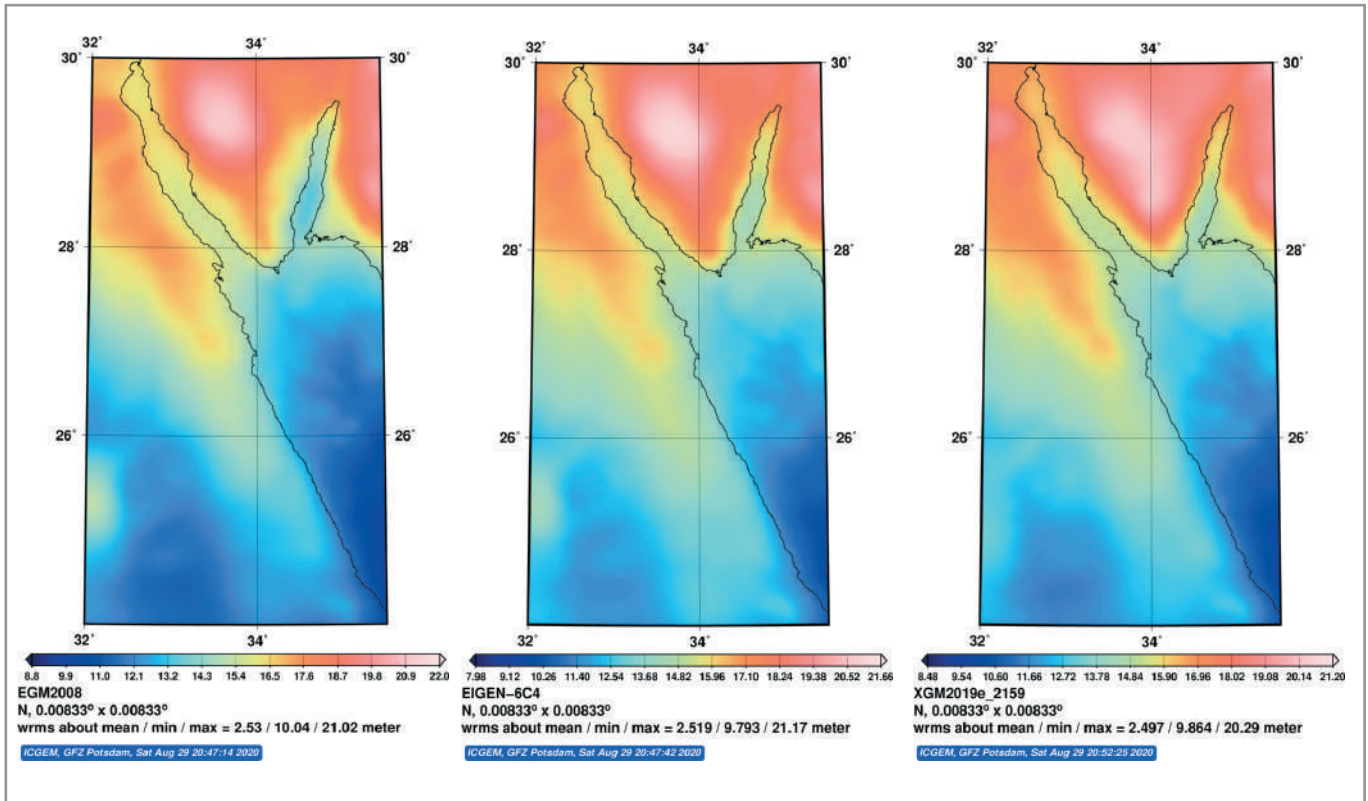 32˚ 34˚
30˚ 30˚
28˚ 28˚
26˚ 26˚
32˚ 34˚
8.8 9.9 11.0 12.1 13.2 14.3 15.4 16.5 17.6 18.7 19.8 20.9 22.0
EGM2008
N, 0.00833º x 0.00833º
wrms about mean / min / max = 2.53 / 10.04 / 21.02 meter
ICGEM, GFZ Potsdam, Sat Aug 29 20:47:14 2020
32˚ 34˚
30˚ 30˚
28˚ 28˚
26˚ 26˚
32˚ 34˚
7.98 9.12 10.26 11.40 12.54 13.68 14.82 15.96 17.10 18.24 19.38 20.52 21.66
EIGEN-6C4
N, 0.00833º x 0.00833º
wrms about mean / min / max = 2.519 / 9.793 / 21.17 meter
ICGEM, GFZ Potsdam, Sat Aug 29 20:47:42 2020
32˚ 34˚
30˚ 30˚
28˚ 28˚
26˚ 26˚
32˚ 34˚
8.48 9.54 10.60 11.66 12.72 13.78 14.84 15.90 16.96 18.02 19.08 20.14 21.20
XGM2019e_2159
N, 0.00833º x 0.00833º
wrms about mean / min / max = 2.497 / 9.864 / 20.29 meter
ICGEM, GFZ Potsdam, Sat Aug 29 20:52:25 2020